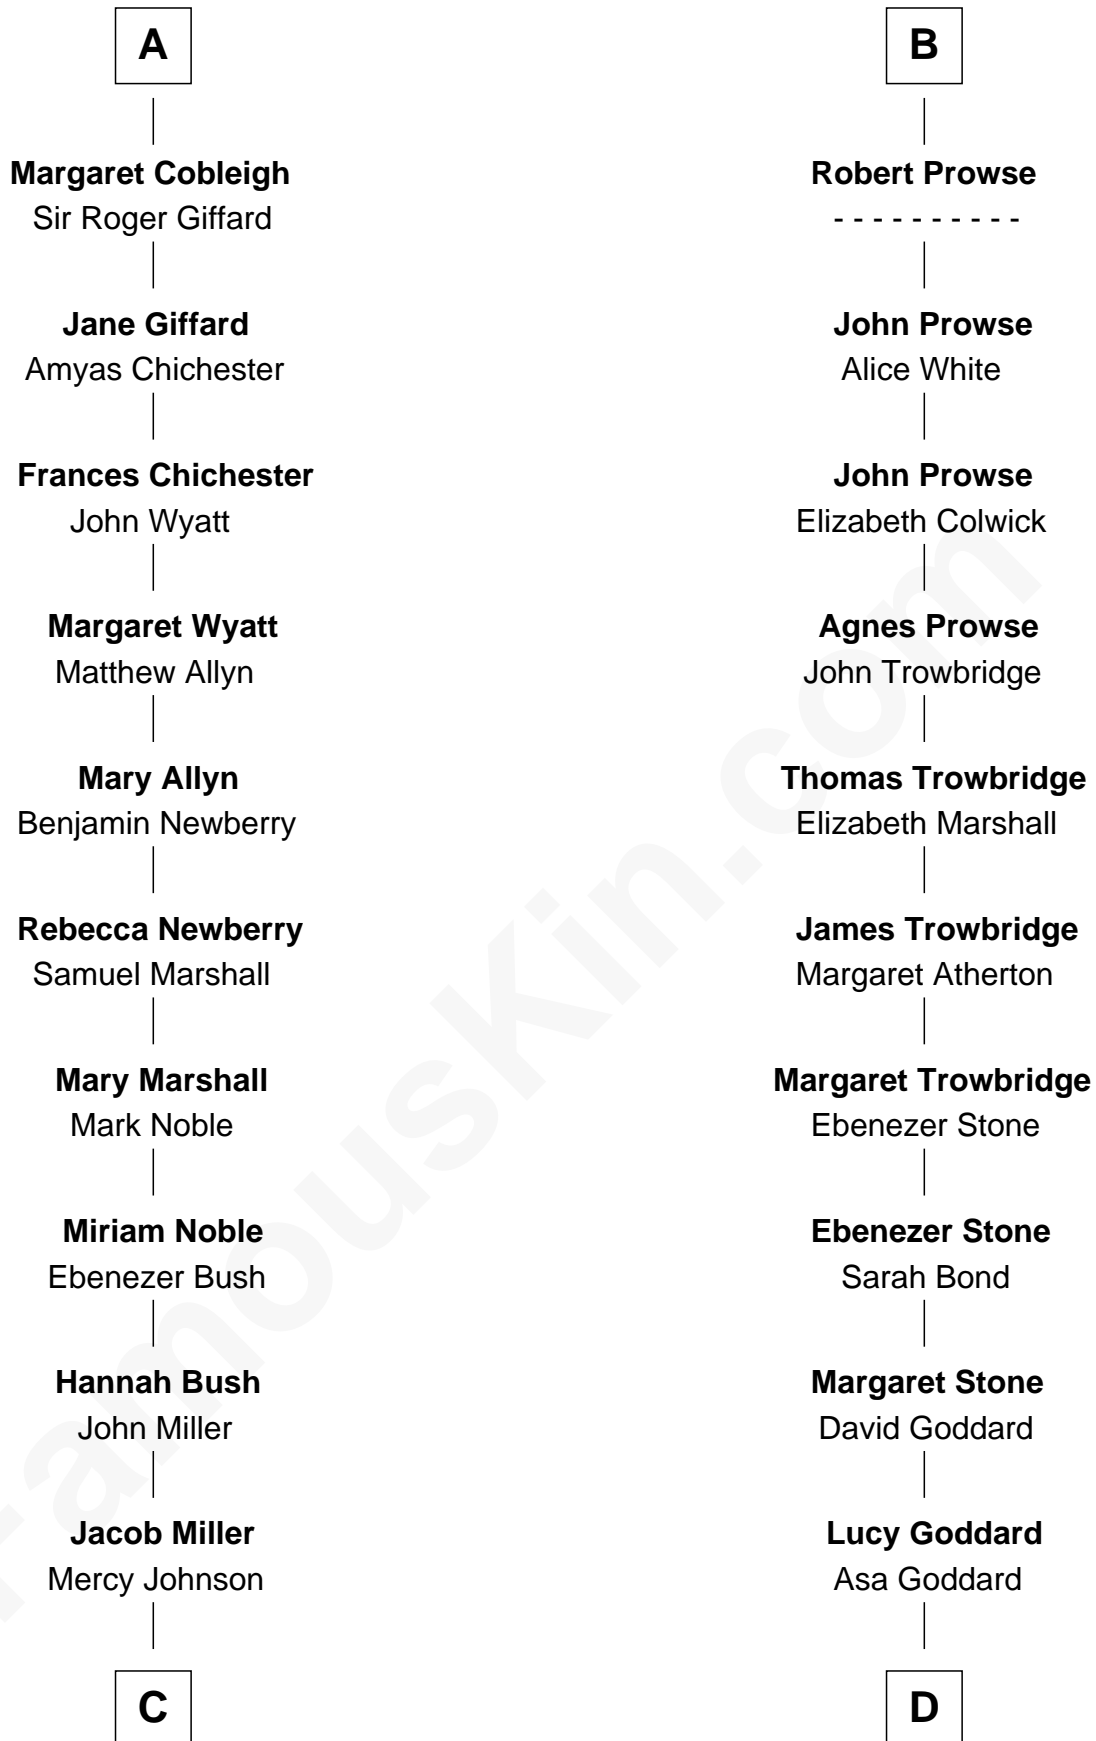 A
Margaret Cobleigh
Sir Roger Giffard
Jane Giffard
Amyas Chichester
Frances Chichester
John Wyatt
Margaret Wyatt
Matthew Allyn
Mary Allyn
Benjamin Newberry
Rebecca Newberry
Samuel Marshall
Mary Marshall
Mark Noble
Miriam Noble
Ebenezer Bush
Hannah Bush
John Miller
Jacob Miller
Mercy Johnson
C
B
Robert Prowse
- - - - - - - - - -
John Prowse
Alice White
John Prowse
Elizabeth Colwick
Agnes Prowse
John Trowbridge
Thomas Trowbridge
Elizabeth Marshall
James Trowbridge
Margaret Atherton
Margaret Trowbridge
Ebenezer Stone
Ebenezer Stone
Sarah Bond
Margaret Stone
David Goddard
Lucy Goddard
Asa Goddard
D
FamousKin.com